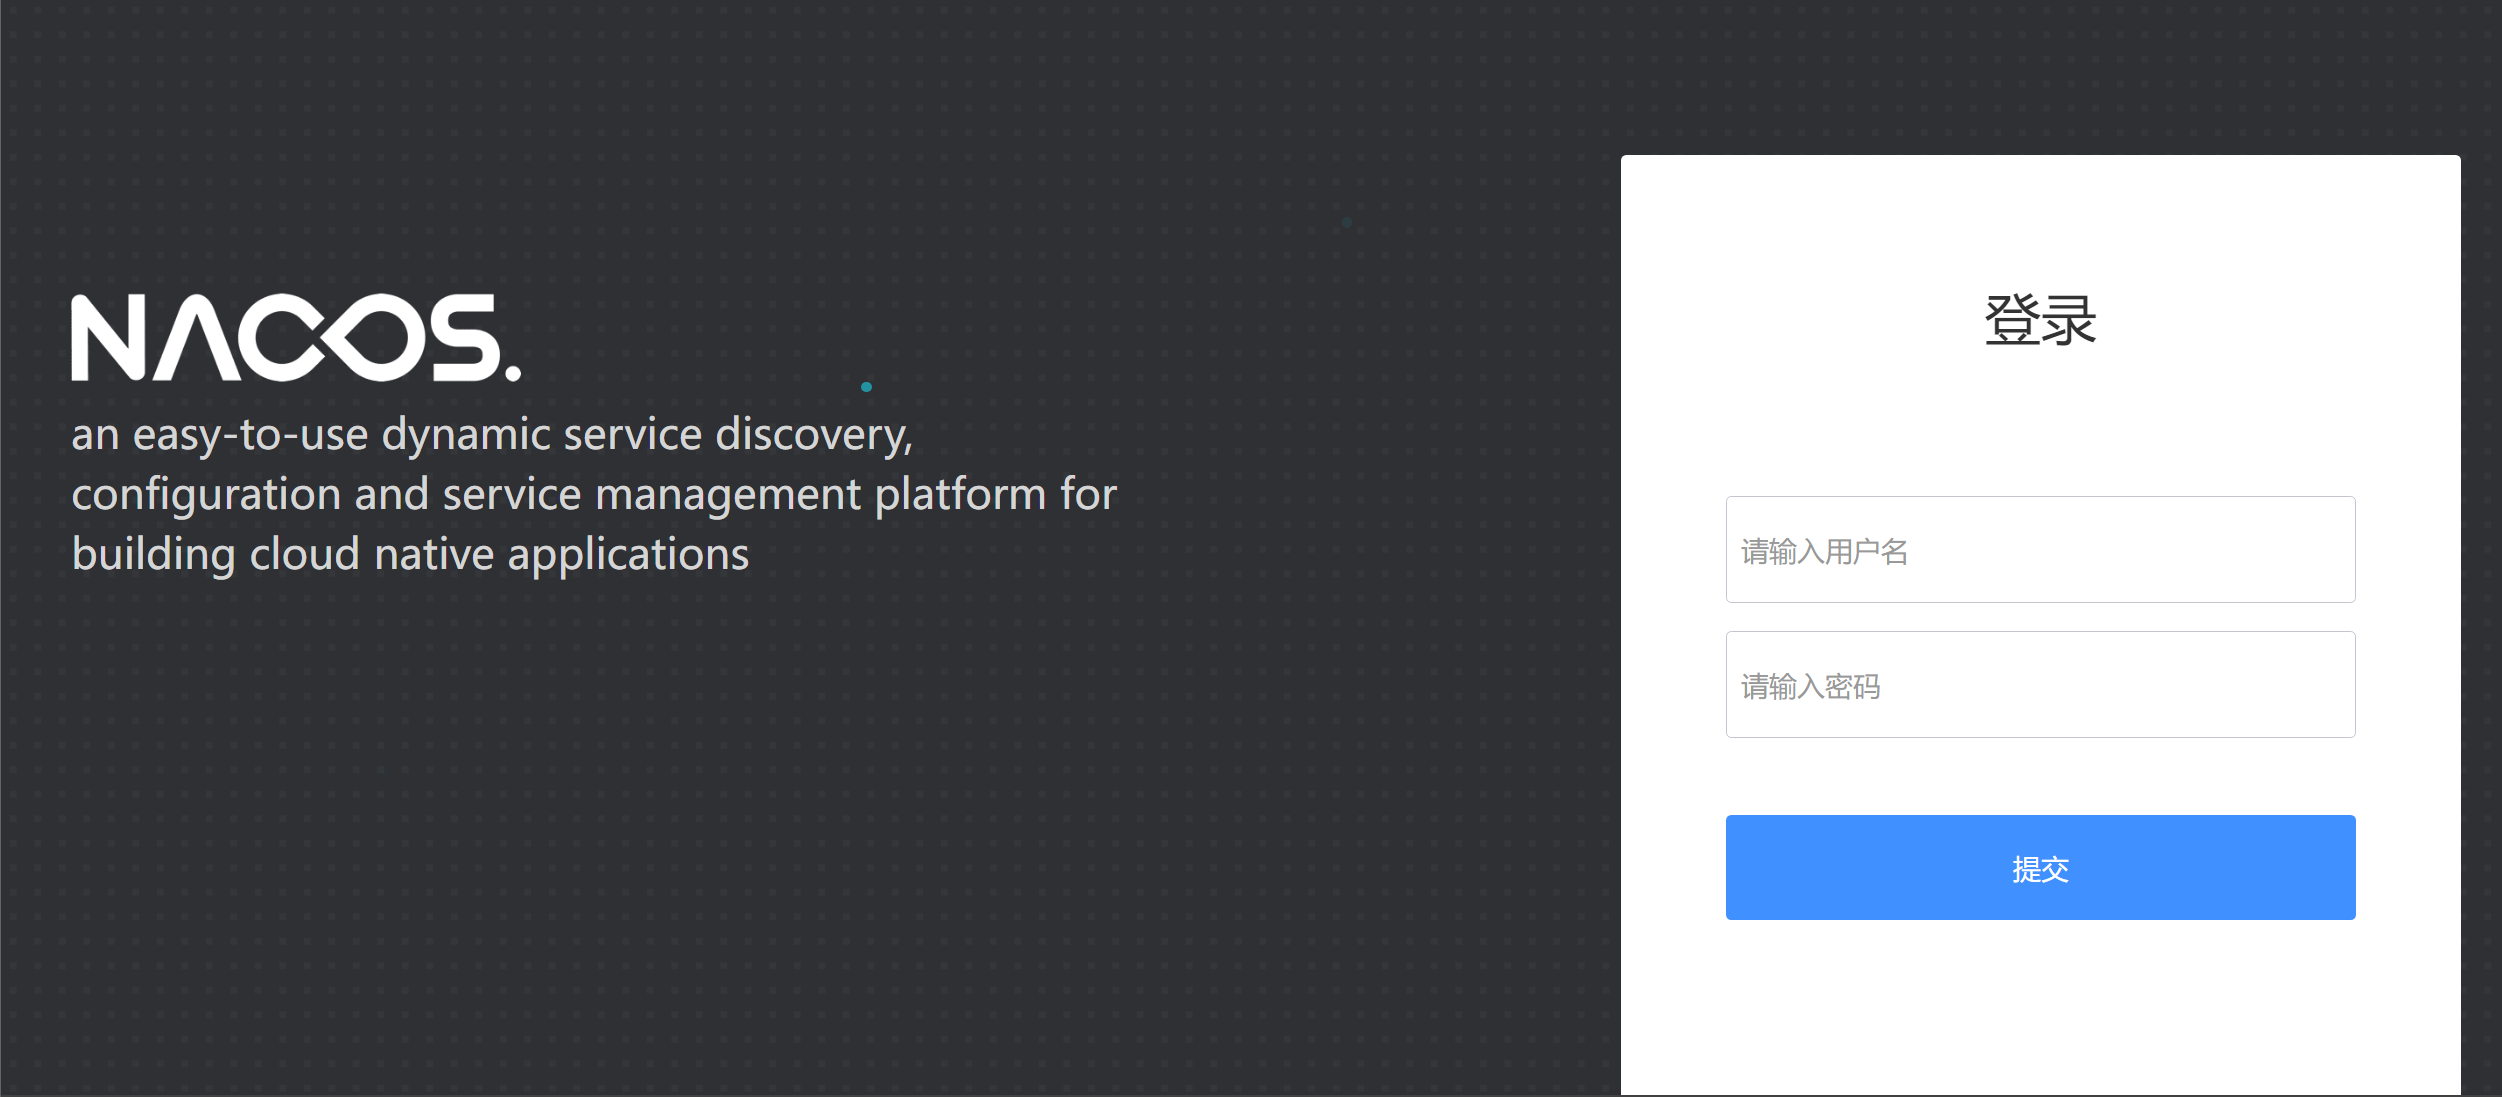 NACOS.
an easy-to-use dynamic service discovery,
configuration and service management platform for
building cloud native applications
登录
请输入用户名
请输入密码
提交